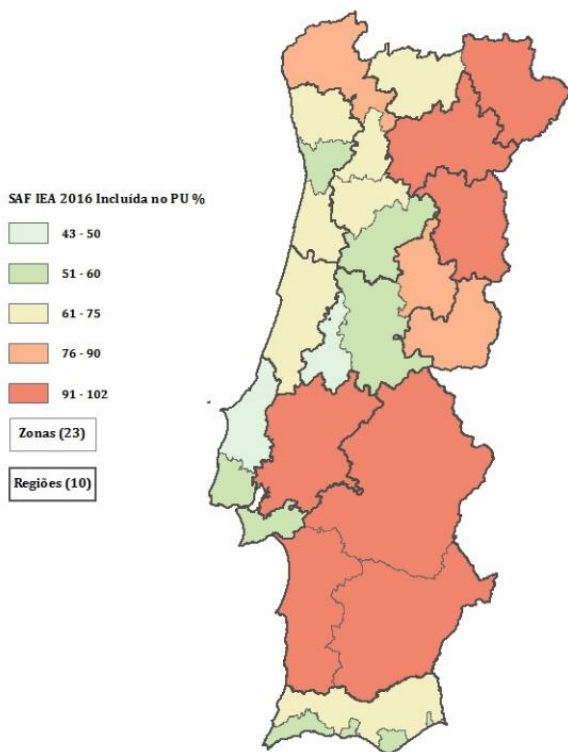 SAF IEA 2016 Incluída no PU %
43 - 50
51 - 60
61 - 75
76 - 90
91 - 102
Zonas (23)
Regiões (10)